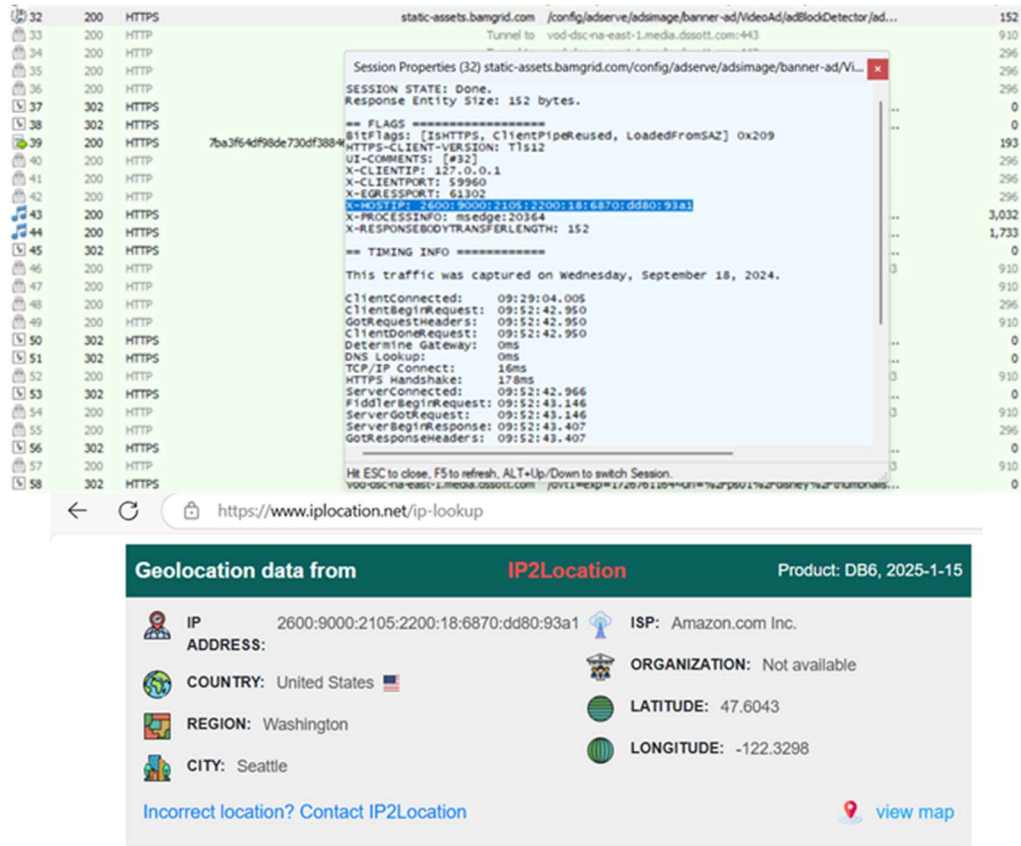 32 200 HTTPS static-assets.bamgrid.com /config/adserve/adsimage/banner-ad/VideoAd/adBlockDetector/ad... 152
33 200 HTTP Tunnel to vod-dsc-na-east-1.media.dssott.com:443 910
34 200 HTTP Tunnel to 296
35 200 HTTP 296
36 200 HTTP 296
37 302 HTTPS .. 0
38 302 HTTPS .. 0
39 200 HTTPS 7ba3f64df98de730df3884 193
40 200 HTTP 296
41 200 HTTP 296
42 200 HTTP 296
43 200 HTTPS .. 3,032
44 200 HTTPS .. 1,733
45 302 HTTPS .. 0
46 200 HTTP 3 910
47 200 HTTP 910
48 200 HTTP 296
49 200 HTTP 910
50 302 HTTPS .. 0
51 302 HTTPS .. 0
52 200 HTTP 3 910
53 302 HTTPS .. 0
54 200 HTTP 3 910
55 200 HTTP 296
56 302 HTTPS .. 0
57 200 HTTP 3 910
58 302 HTTPS vod-dsc-na-east-1.media.dssott.com 0
Session Properties (32) static-assets.bamgrid.com/config/adserve/adsimage/banner-ad/Vi...
SESSION STATE: Done.
Response Entity Size: 152 bytes.
== FLAGS ==================
BitFlags: [IsHTTPS, ClientPipeReused, LoadedFromSAZ] 0x209
HTTPS-CLIENT-VERSION: Tls12
UI-COMMENTS: [#32]
X-CLIENTIP: 127.0.0.1
X-CLIENTPORT: 59960
X-EGRESSPORT: 61302
X-HOSTIP: 2600:9000:2105:2200:18:6870:dd80:93a1
X-PROCESSINFO: msedge:20364
X-RESPONSEBODYTRANSFERLENGTH: 152
== TIMING INFO ============
This traffic was captured on Wednesday, September 18, 2024.
ClientConnected: 09:29:04.005
ClientBeginRequest: 09:52:42.950
GotRequestHeaders: 09:52:42.950
ClientDoneRequest: 09:52:42.950
Determine Gateway: 0ms
DNS Lookup: 0ms
TCP/IP Connect: 16ms
HTTPS Handshake: 178ms
ServerConnected: 09:52:42.966
FiddlerBeginRequest: 09:52:43.146
ServerGotRequest: 09:52:43.146
ServerBeginResponse: 09:52:43.407
GotResponseHeaders: 09:52:43.407
Hit ESC to close, F5 to refresh, ALT+Up/Down to switch Session.
https://www.iplocation.net/ip-lookup
Geolocation data from IP2Location Product: DB6, 2025-1-15
IP ADDRESS: 2600:9000:2105:2200:18:6870:dd80:93a1
COUNTRY: United States
REGION: Washington
CITY: Seattle
ISP: Amazon.com Inc.
ORGANIZATION: Not available
LATITUDE: 47.6043
LONGITUDE: -122.3298
Incorrect location? Contact IP2Location
view map